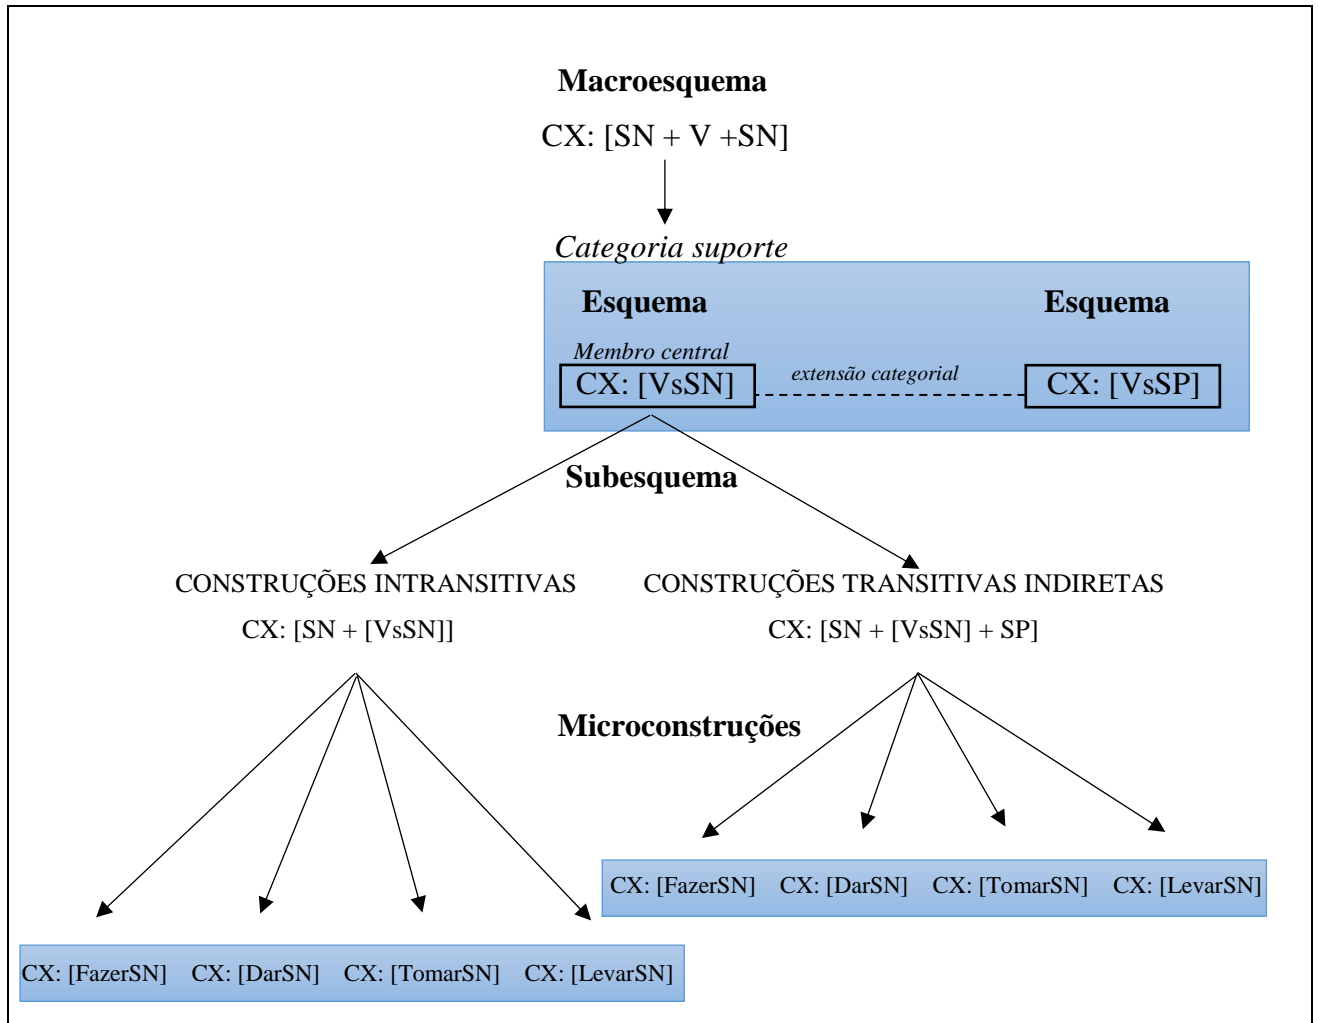 Macroesquema
CX: [SN + V +SN]
Categoria suporte
Esquema Esquema
Membro central
CX: [VsSN] extensão categorial CX: [VsSP]
Subesquema
CONSTRUÇÕES INTRANSITIVAS CONSTRUÇÕES TRANSITIVAS INDIRETAS
CX: [SN + [VsSN]] CX: [SN + [VsSN] + SP]
Microconstruções
CX: [FazerSN] CX: [DarSN] CX: [TomarSN] CX: [LevarSN]
CX: [FazerSN] CX: [DarSN] CX: [TomarSN] CX: [LevarSN]